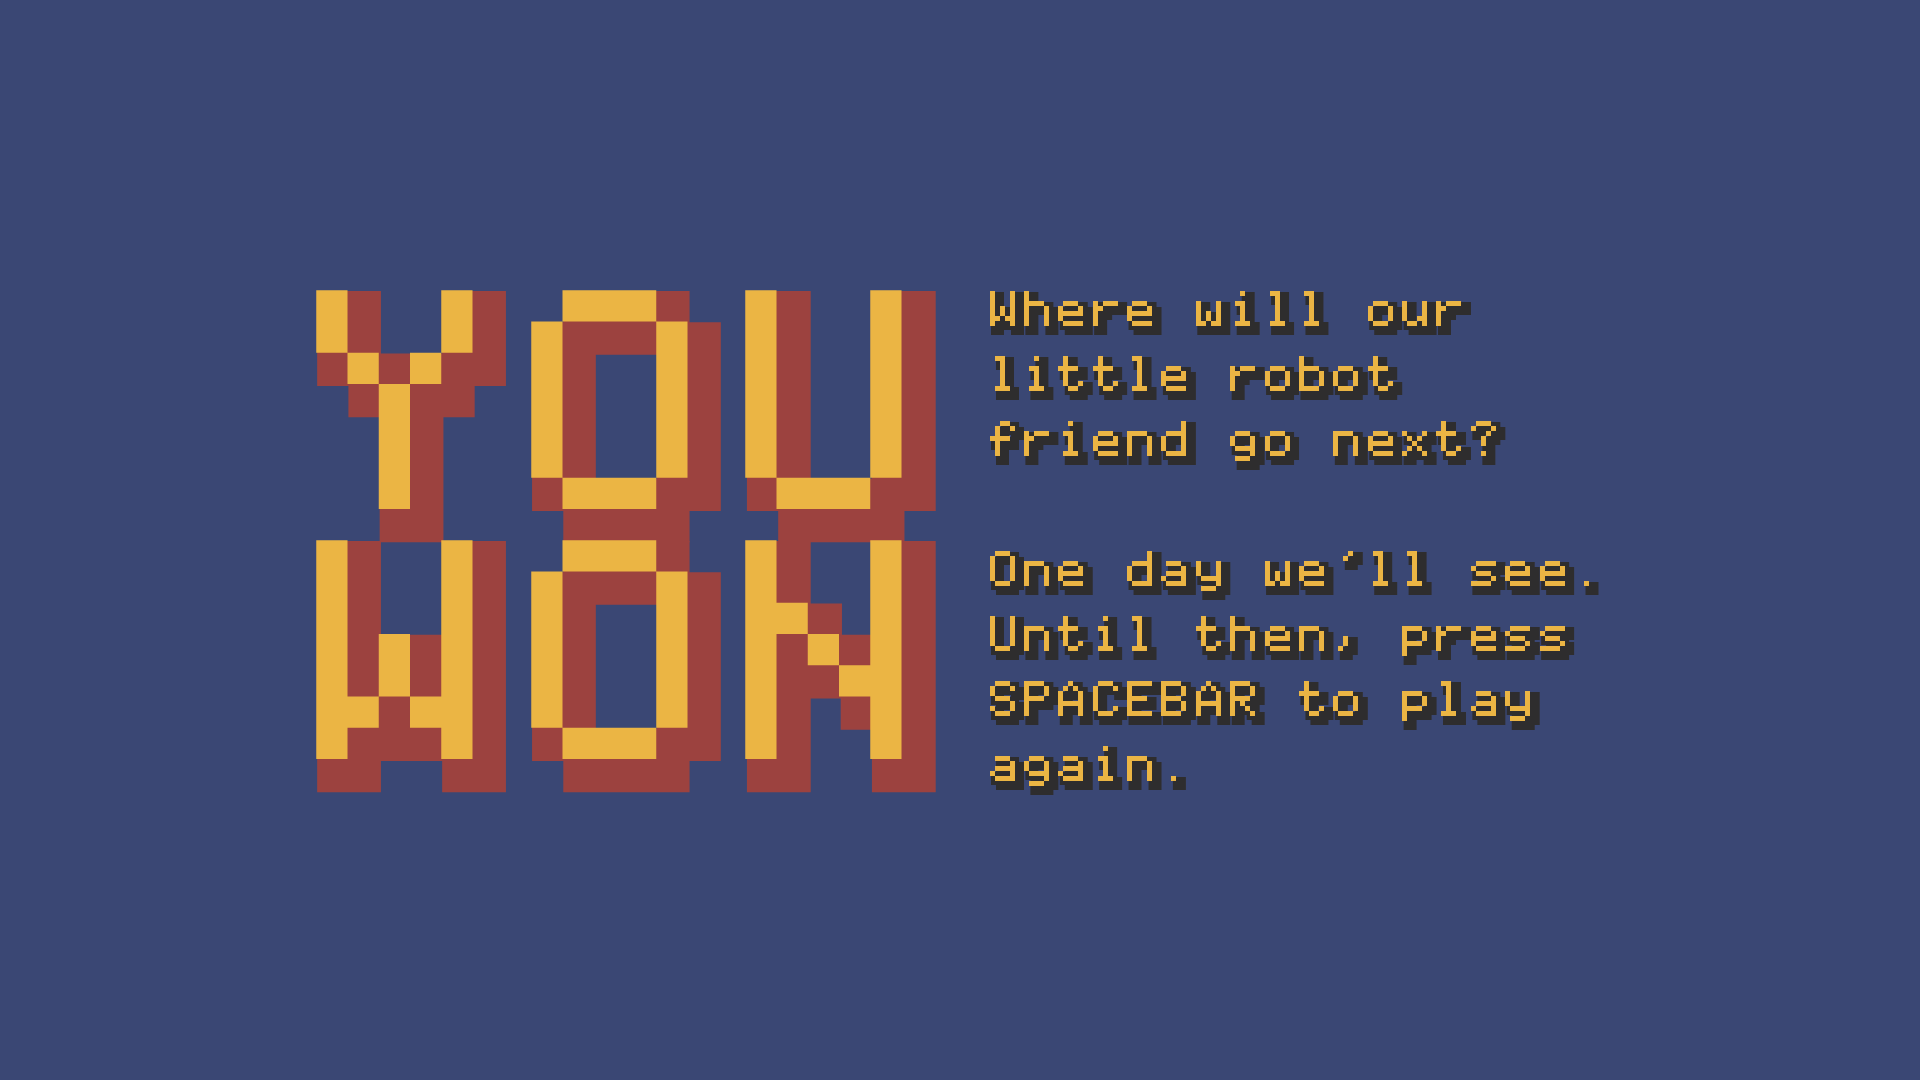 YOU
WON
Where will our
little robot
friend go next?
One day we'll see.
Until then, press
SPACEBAR to play
again.